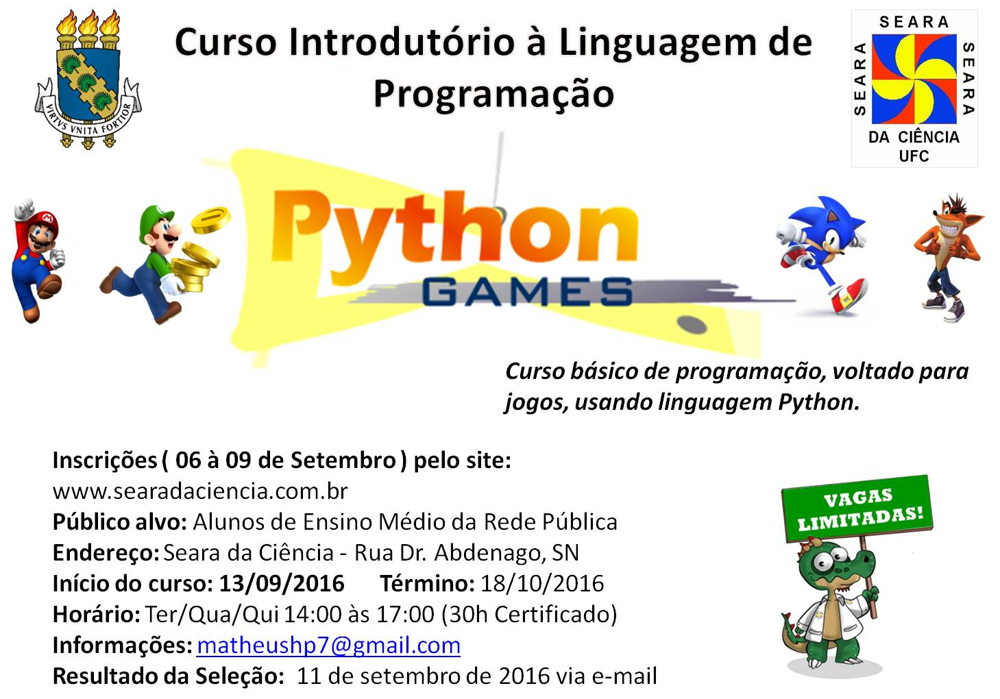 Curso Introdutório à Linguagem de
Programação
VIRTVS VNITA FORTIOR
SEARA
SEARA
SEARA
DA CIÊNCIA
UFC
M
Python
GAMES
Curso básico de programação, voltado para
jogos, usando linguagem Python.
Inscrições ( 06 à 09 de Setembro ) pelo site:
www.searadaciencia.com.br
Público alvo: Alunos de Ensino Médio da Rede Pública
Endereço: Seara da Ciência - Rua Dr. Abdenago, SN
Início do curso: 13/09/2016 Término: 18/10/2016
Horário: Ter/Qua/Qui 14:00 às 17:00 (30h Certificado)
Informações: matheushp7@gmail.com
Resultado da Seleção: 11 de setembro de 2016 via e-mail
VAGAS
LIMITADAS!